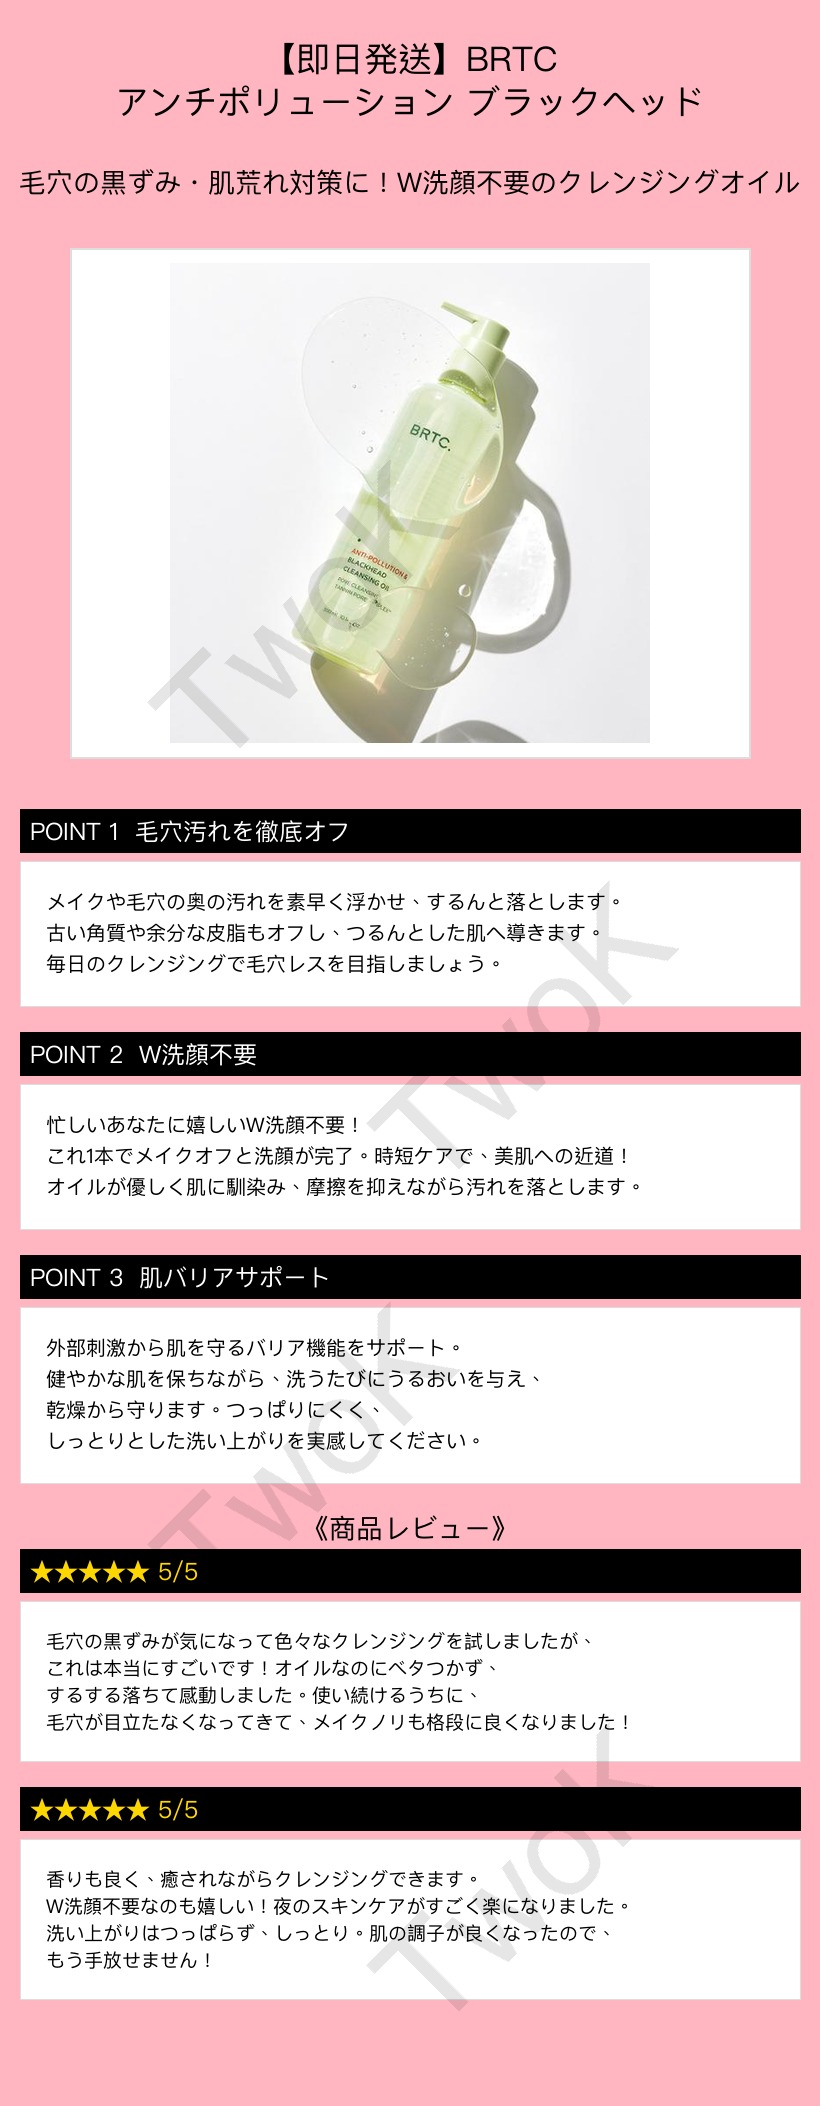 【即日発送】BRTC
アンチポリューション ブラックヘッド
毛穴の黒ずみ・肌荒れ対策に！W洗顔不要のクレンジングオイル
BRTC.
ANTI-POLLUTION &
BLACKHEAD
CLEANSING OIL
PORE CLEANSING
TwoK
POINT 1 毛穴汚れを徹底オフ
メイクや毛穴の奥の汚れを素早く浮かせ、するんと落とします。
古い角質や余分な皮脂もオフし、つるんとした肌へ導きます。
毎日のクレンジングで毛穴レスを目指しましょう。
TwoK
POINT 2 W洗顔不要
忙しいあなたに嬉しいW洗顔不要！
これ1本でメイクオフと洗顔が完了。時短ケアで、美肌への近道！
オイルが優しく肌に馴染み、摩擦を抑えながら汚れを落とします。
POINT 3 肌バリアサポート
外部刺激から肌を守るバリア機能をサポート。
健やかな肌を保ちながら、洗うたびにうるおいを与え、
乾燥から守ります。つっぱりにくく、
しっとりとした洗い上がりを実感してください。
TwoK
《商品レビュー》
★★★★★ 5/5
毛穴の黒ずみが気になって色々なクレンジングを試しましたが、
これは本当にすごいです！オイルなのにベタつかず、
するする落ちて感動しました。使い続けるうちに、
毛穴が目立たなくなってきて、メイクノリも格段に良くなりました！
★★★★★ 5/5
香りも良く、癒されながらクレンジングできます。
W洗顔不要なのも嬉しい！夜のスキンケアがすごく楽になりました。
洗い上がりはつっぱらず、しっとり。肌の調子が良くなったので、
もう手放せません！
TwoK